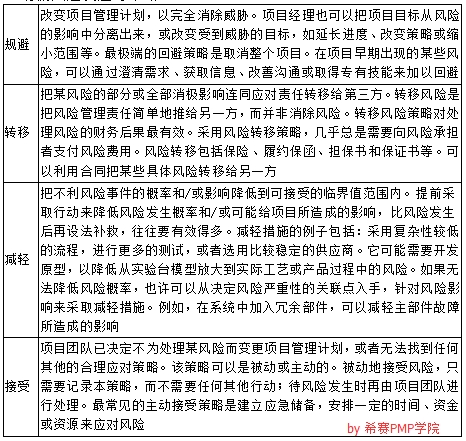 改变项目管理计划，以完全消除威胁。项目经理也可以把项目目标从风险
的影响中分离出来，或改变受到威胁的目标，如延长进度、改变策略或缩
规避
小范围等。最极端的回避策略是取消整个项目。在项目早期出现的某些风
险，可以通过澄清需求、获取信息、改善沟通或取得专有技能来加以回避
把某风险的部分或全部消极影响连同应对责任转移给第三方。转移风险是
把风险管理责任简单地推给另一方，而并非消除风险。转移风险策略对处
转移
理风险的财务后果最有效。采用风险转移策略，几乎总是需要向风险承担
者支付风险费用。风险转移包括保险、履约保函、担保书和保证书等。可
以利用合同把某些具体风险转移给另一方
把不利风险事件的概率和/或影响降低到可接受的临界值范围内。提前采
取行动来降低风险发生概率和/或可能给项目所造成的影响，比风险发生
后再设法补救，往往要有效得多。减轻措施的例子包括：采用复杂性较低
的流程，进行更多的测试，或者选用比较稳定的供应商。它可能需要开发
减轻
原型，以降低从实验台模型放大到实际工艺或产品过程中的风险。如果无
法降低风险概率，也许可以从决定风险严重性的关联点入手，针对风险影
响来采取减轻措施。例如，在系统中加入冗余部件，可以减轻主部件故障
所造成的影响
项目团队已决定不为处理某风险而变更项目管理计划，或者无法找到任何
其他的合理应对策略。该策略可以是被动或主动的。被动地接受风险，只
接受
需要记录本策略，而不需要任何其他行动；待风险发生时再由项目团队进
行处理。最常见的主动接受策略是建立应急储备，安排一定的时间、资金
或资源来应对风险
by 希赛PMP学院